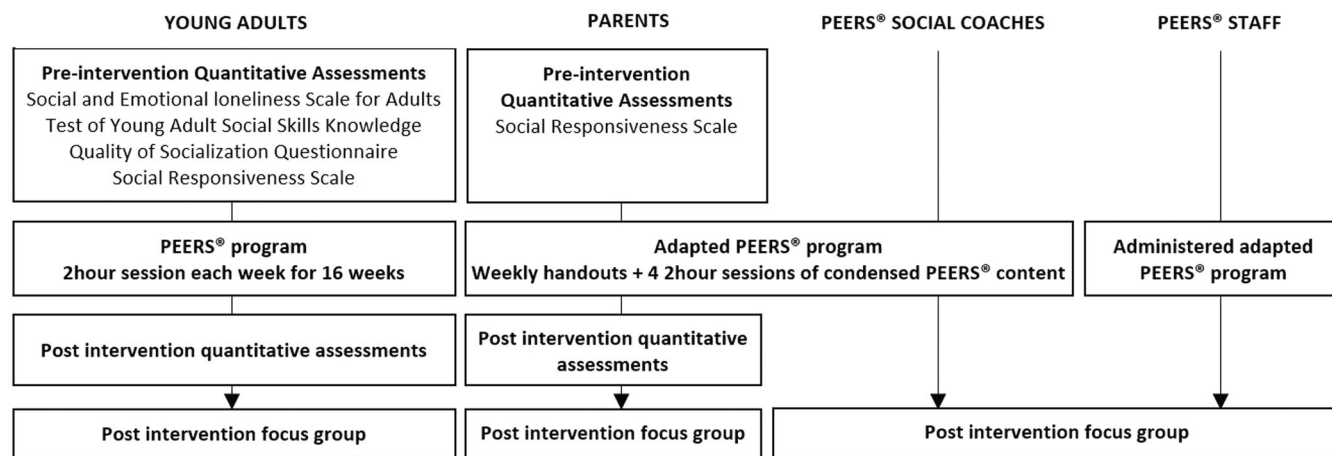 YOUNG ADULTS
PARENTS
PEERS® SOCIAL COACHES
PEERS® STAFF
Pre-intervention Quantitative Assessments
Social and Emotional loneliness Scale for Adults
Test of Young Adult Social Skills Knowledge
Quality of Socialization Questionnaire
Social Responsiveness Scale
Pre-intervention
Quantitative Assessments
Social Responsiveness Scale
PEERS® program
2hour session each week for 16 weeks
Adapted PEERS® program
Weekly handouts + 4 2hour sessions of condensed PEERS® content
Administered adapted
PEERS® program
Post intervention quantitative assessments
Post intervention quantitative
assessments
Post intervention focus group
Post intervention focus group
Post intervention focus group